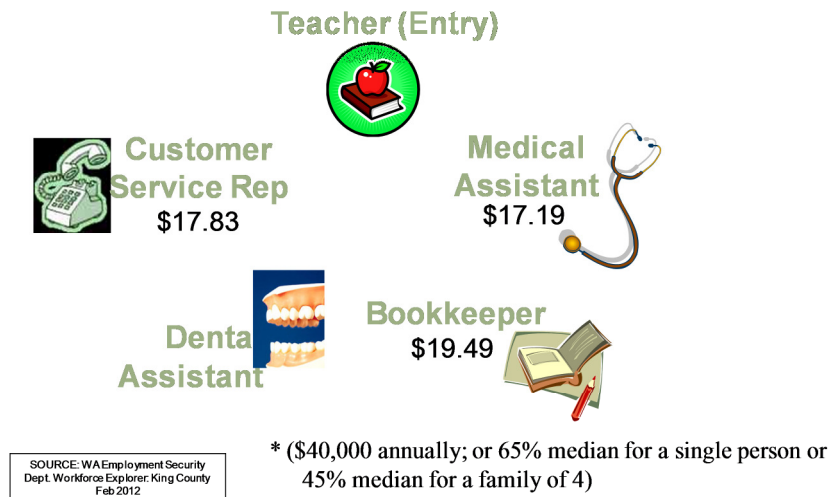 Teacher (Entry)
Customer
Service Rep
$17.83
Medical
Assistant
$17.19
Denta
Assistant
Bookkeeper
$19.49
* ($40,000 annually; or 65% median for a single person or
45% median for a family of 4)
SOURCE: WA Employment Security
Dept. Workforce Explorer: King County
Feb 2012